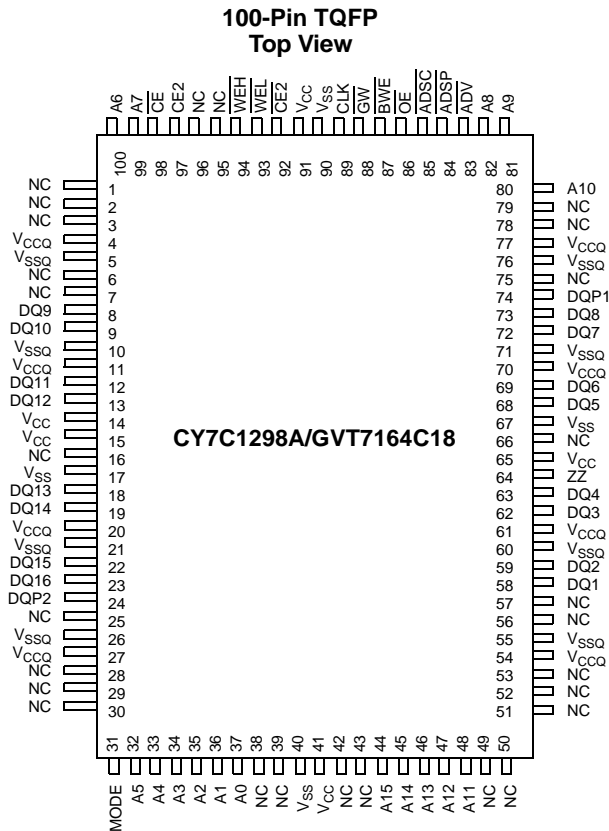 100-Pin TQFP
Top View
A6
A7
CE
CE2
NC
NC
WEH
WEL
CE2
VCC
VSS
CLK
GW
BWE
OE
ADSC
ADSP
ADV
A8
A9
100
99
98
97
96
95
94
93
92
91
90
89
88
87
86
85
84
83
82
81
NC 1
NC 2
NC 3
VCCQ 4
VSSQ 5
NC 6
NC 7
DQ9 8
DQ10 9
VSSQ 10
VCCQ 11
DQ11 12
DQ12 13
VCC 14
VCC 15
NC 16
VSS 17
DQ13 18
DQ14 19
VCCQ 20
VSSQ 21
DQ15 22
DQ16 23
DQP2 24
NC 25
VSSQ 26
VCCQ 27
NC 28
NC 29
NC 30
CY7C1298A/GVT7164C18
80 A10
79 NC
78 NC
77 VCCQ
76 VSSQ
75 NC
74 DQP1
73 DQ8
72 DQ7
71 VSSQ
70 VCCQ
69 DQ6
68 DQ5
67 VSS
66 NC
65 VCC
64 ZZ
63 DQ4
62 DQ3
61 VCCQ
60 VSSQ
59 DQ2
58 DQ1
57 NC
56 NC
55 VSSQ
54 VCCQ
53 NC
52 NC
51 NC
31
32
33
34
35
36
37
38
39
40
41
42
43
44
45
46
47
48
49
50
MODE
A5
A4
A3
A2
A1
A0
NC
NC
VSS
VCC
NC
NC
A15
A14
A13
A12
A11
NC
NC